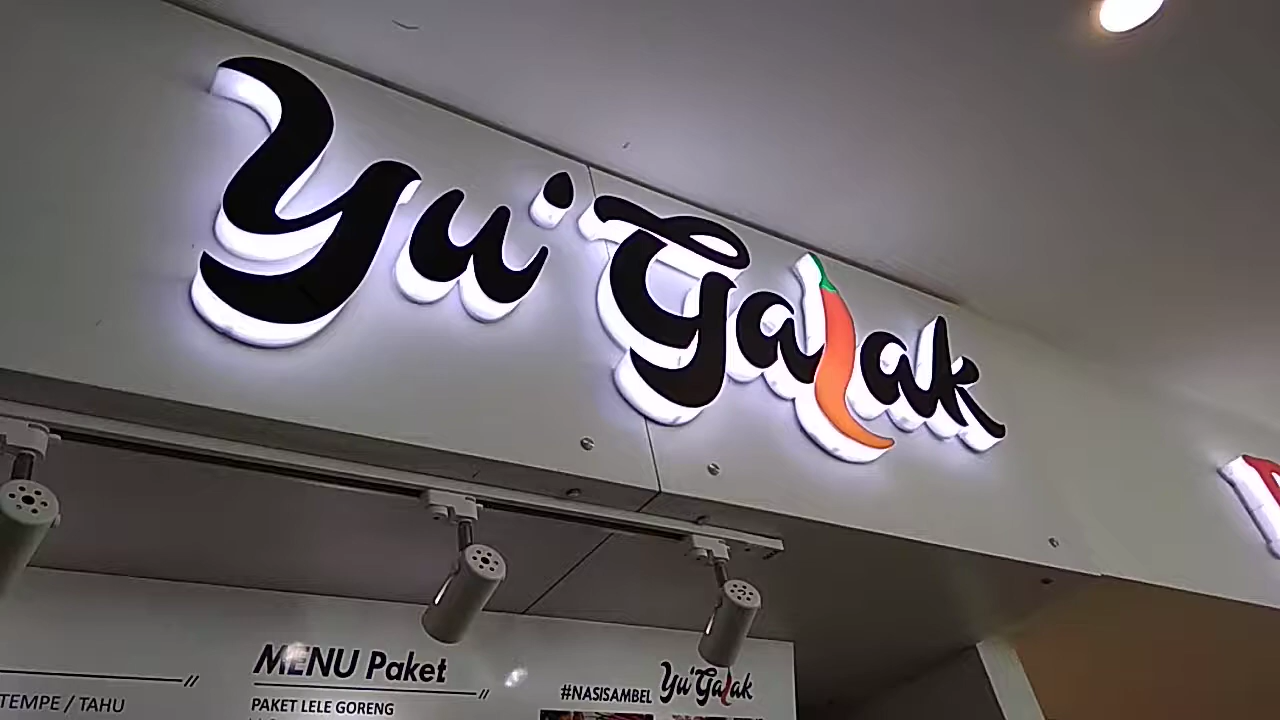 Yu' Galak
MENU Paket
TEMPE / TAHU
PAKET LELE GORENG
#NASISAMBEL Yu' Galak